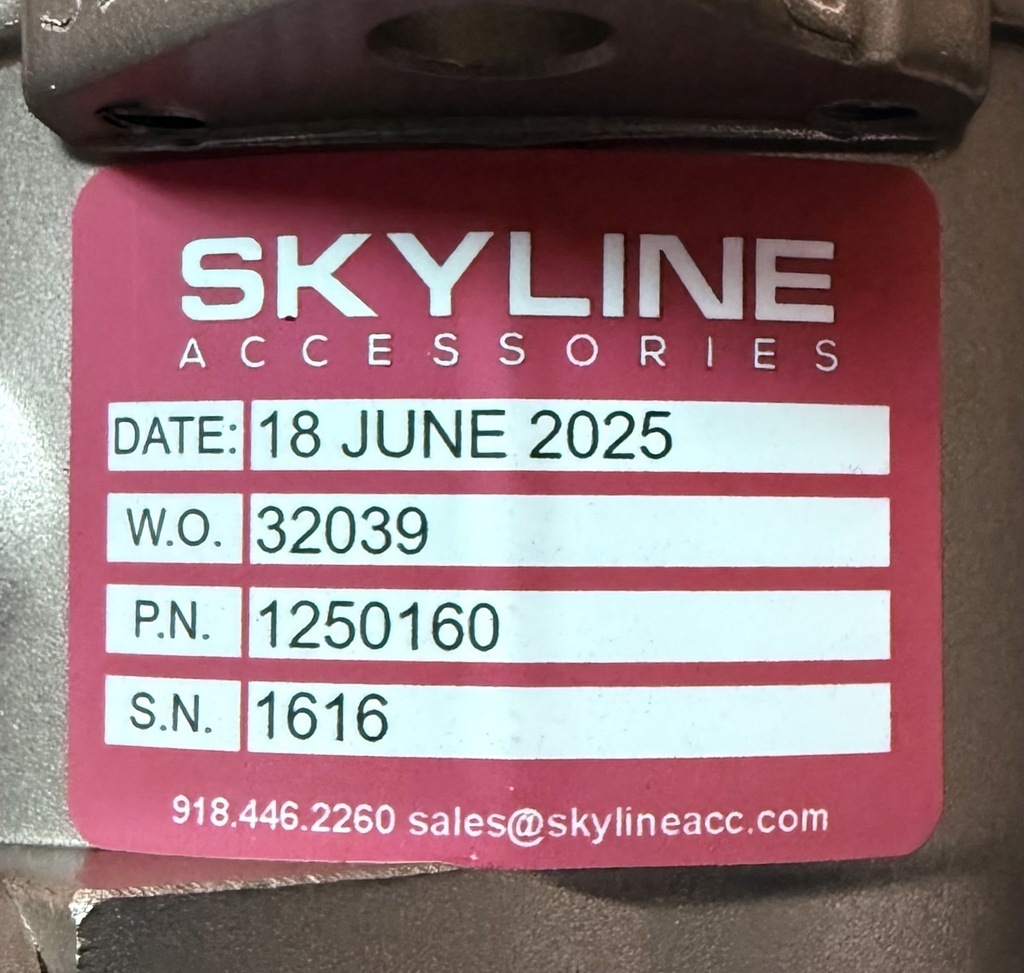 SKYLINE
ACCESSORIES
DATE: 18 JUNE 2025
W.O. 32039
P.N. 1250160
S.N. 1616
918.446.2260 sales@skylineacc.com